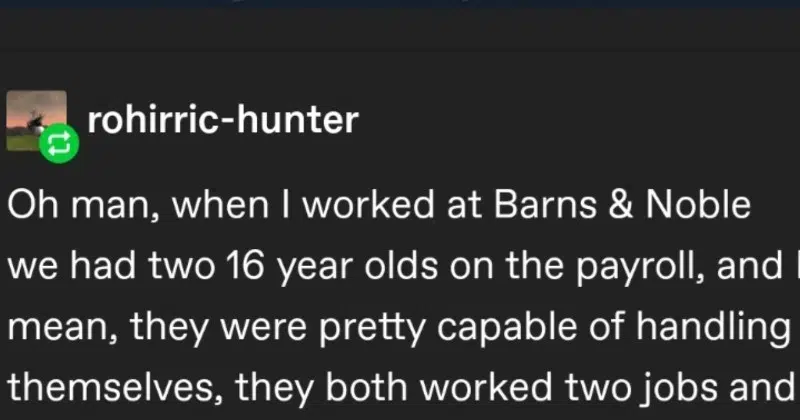 rohirric-hunter
Oh man, when I worked at Barns & Noble
we had two 16 year olds on the payroll, and
mean, they were pretty capable of handling
themselves, they both worked two jobs and